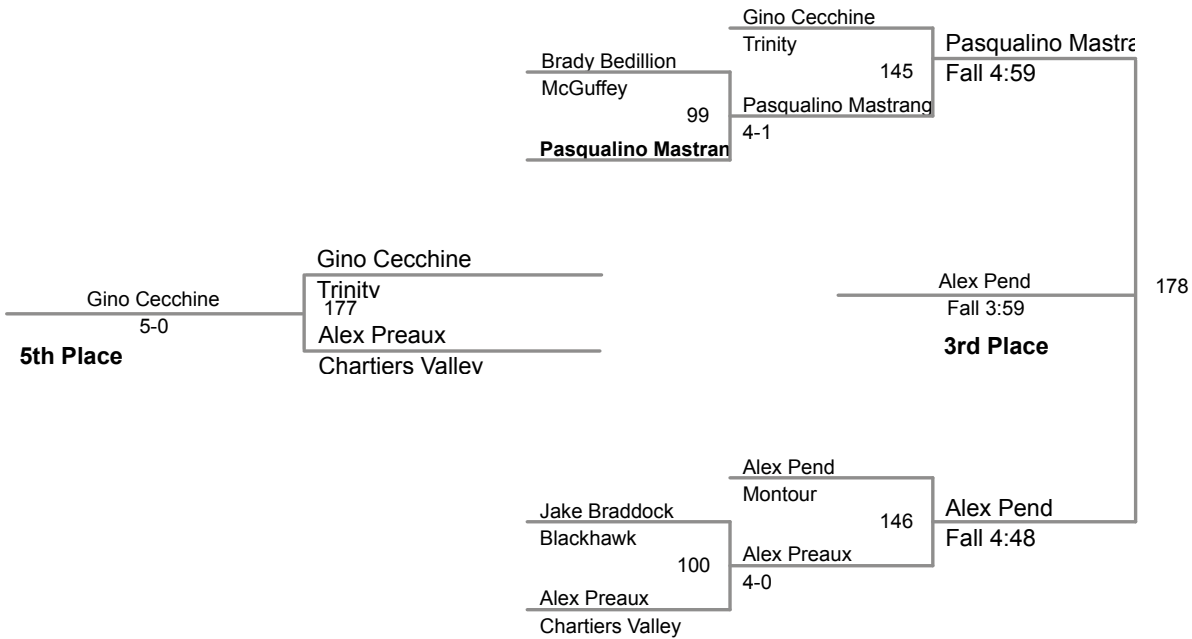 Gino Cecchine
Trinity
Pasqualino Mastra
Brady Bedillion
145
Fall 4:59
McGuffey
99
Pasqualino Mastrang
4-1
Pasqualino Mastran
Gino Cecchine
Trinity
177
Gino Cecchine
5-0
5th Place
Alex Preaux
Chartiers Valley
Alex Pend
178
Fall 3:59
3rd Place
Alex Pend
Montour
Jake Braddock
146
Alex Pend
Blackhawk
Fall 4:48
100
Alex Preaux
4-0
Alex Preaux
Chartiers Valley